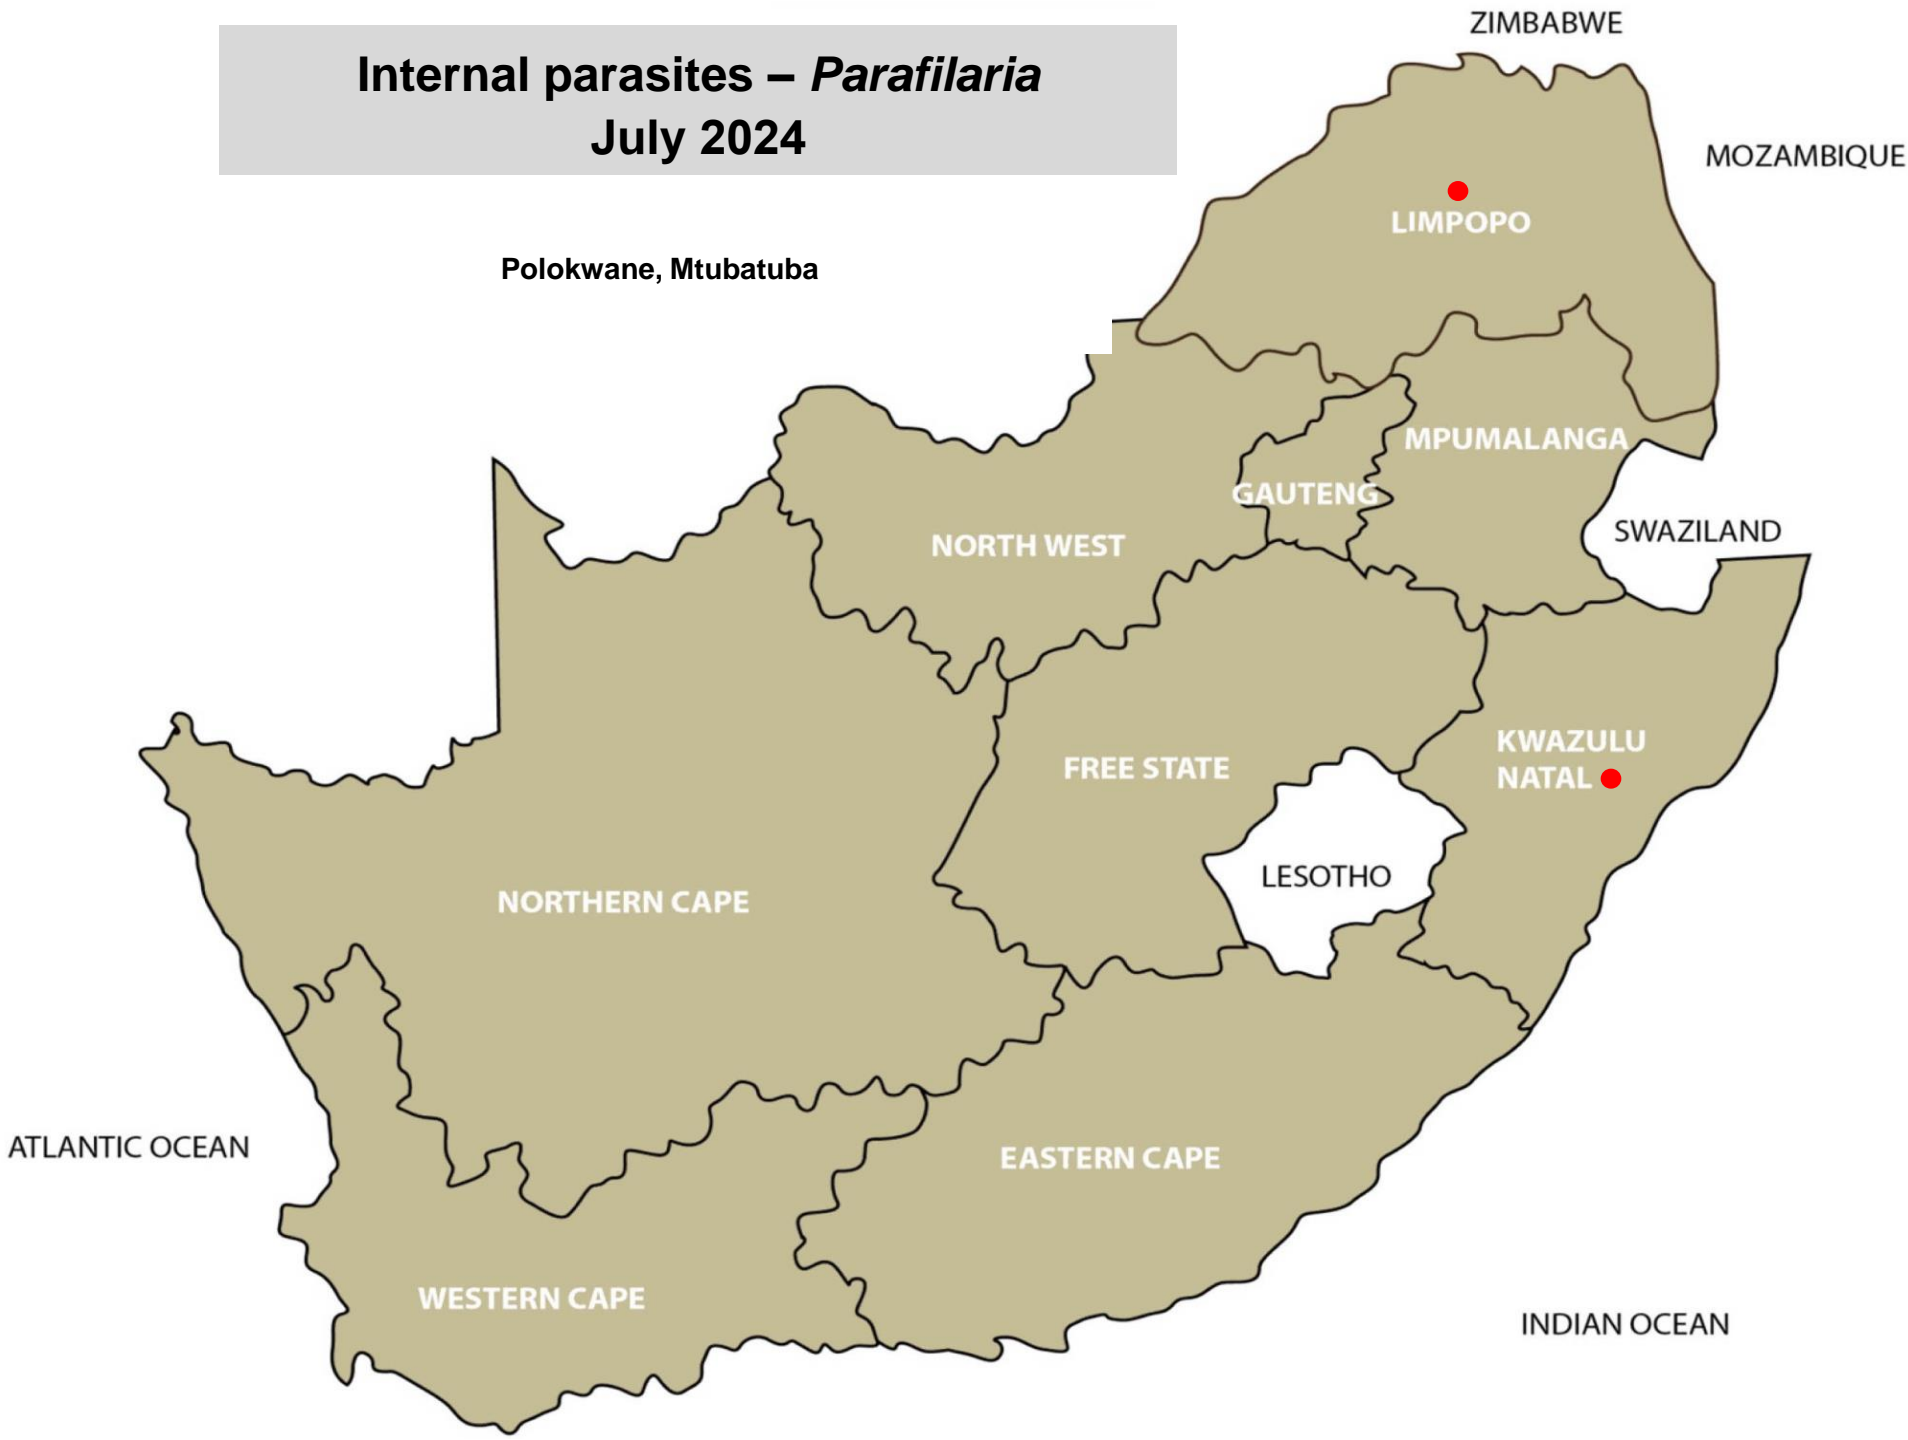 ZIMBABWE
Internal parasites – Parafilaria
July 2024
MOZAMBIQUE
LIMPOPO
Polokwane, Mtubatuba
MPUMALANGA
GAUTENG
SWAZILAND
NORTH WEST
KWAZULU
NATAL
FREE STATE
LESOTHO
NORTHERN CAPE
ATLANTIC OCEAN
EASTERN CAPE
WESTERN CAPE
INDIAN OCEAN